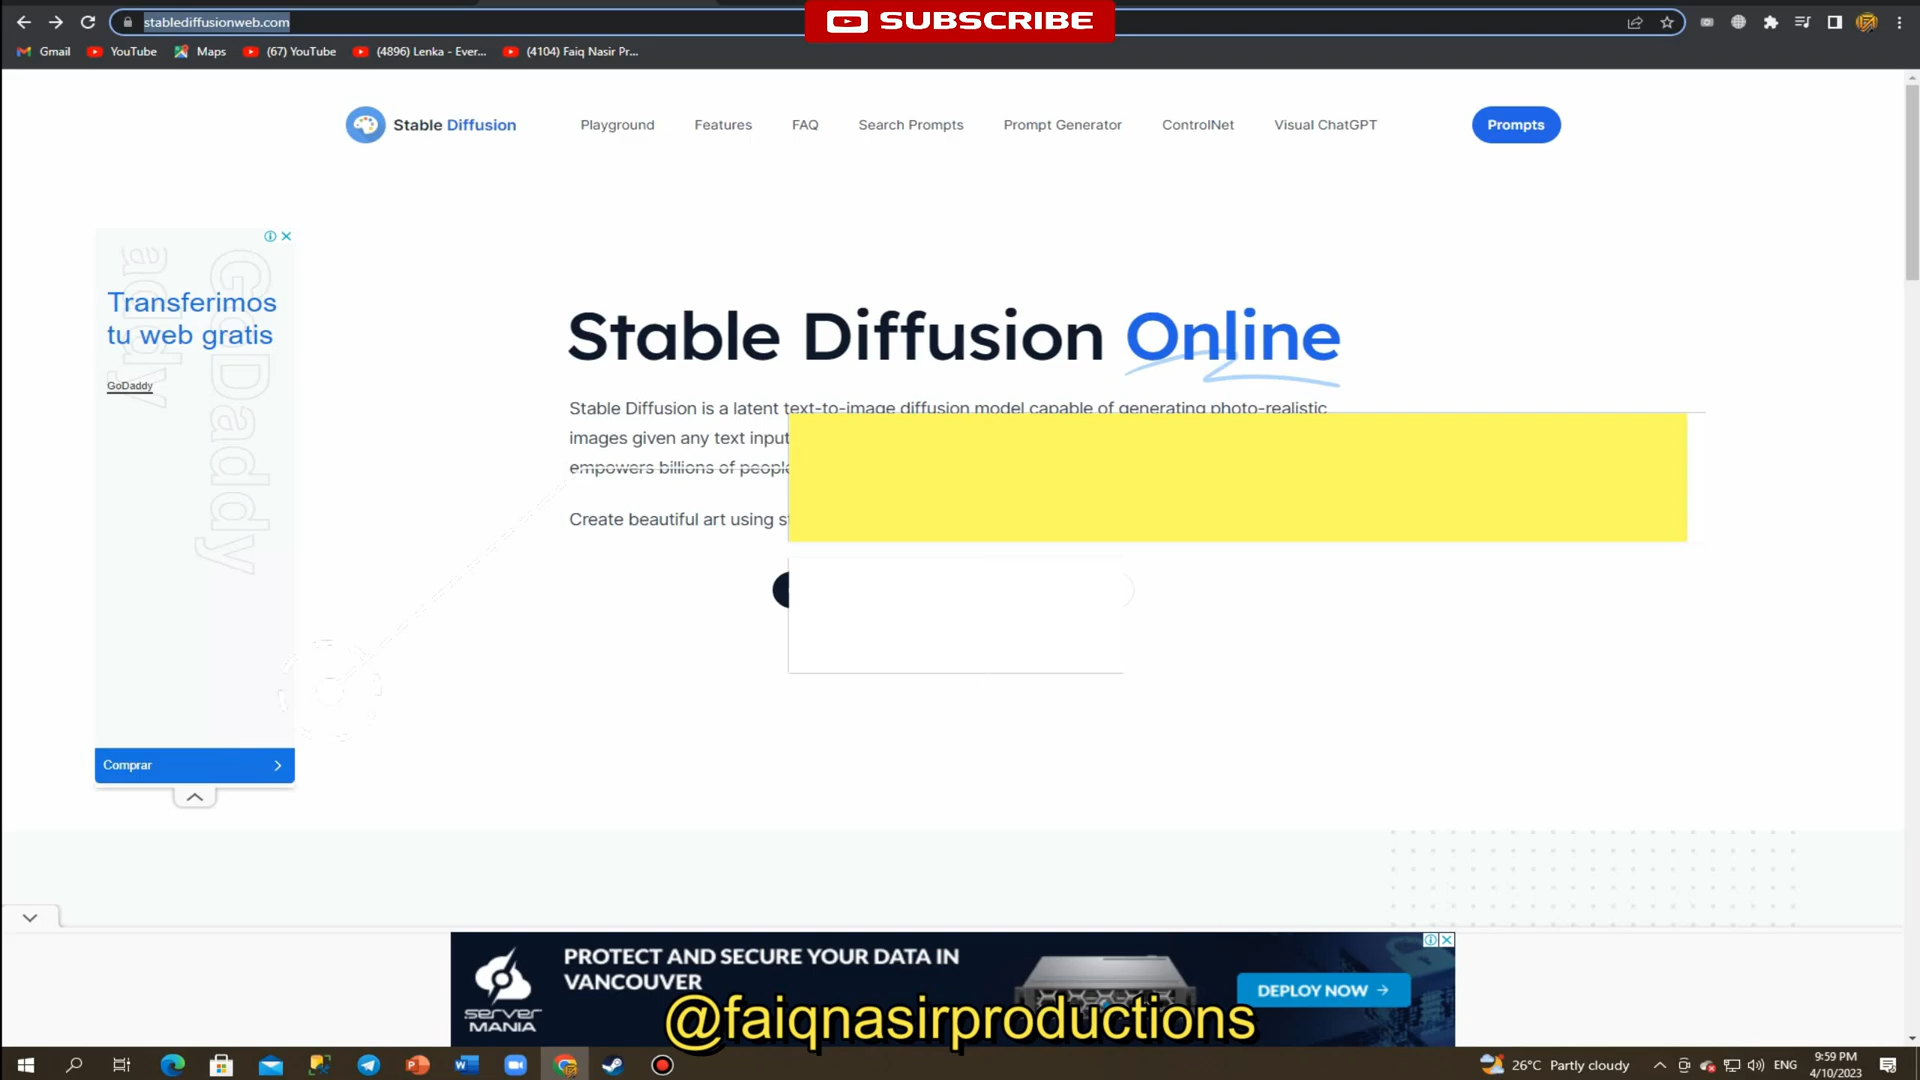 stablediffusionweb.com
SUBSCRIBE
Gmail
YouTube
Maps
(67) YouTube
(4896) Lenka - Ever...
(4104) Faiq Nasir Pr...
Stable Diffusion
Playground
Features
FAQ
Search Prompts
Prompt Generator
ControlNet
Visual ChatGPT
Prompts
GoDaddy
Transferimos
tu web gratis
GoDaddy
Comprar
Stable Diffusion Online
Stable Diffusion is a latent text-to-image diffusion model capable of generating photo-realistic
images given any text input
empowers billions of people
Create beautiful art using
PROTECT AND SECURE YOUR DATA IN
VANCOUVER
SERVER
MANIA
DEPLOY NOW
@faiqnasirproductions
26°C Partly cloudy
ENG
9:59 PM
4/10/2023